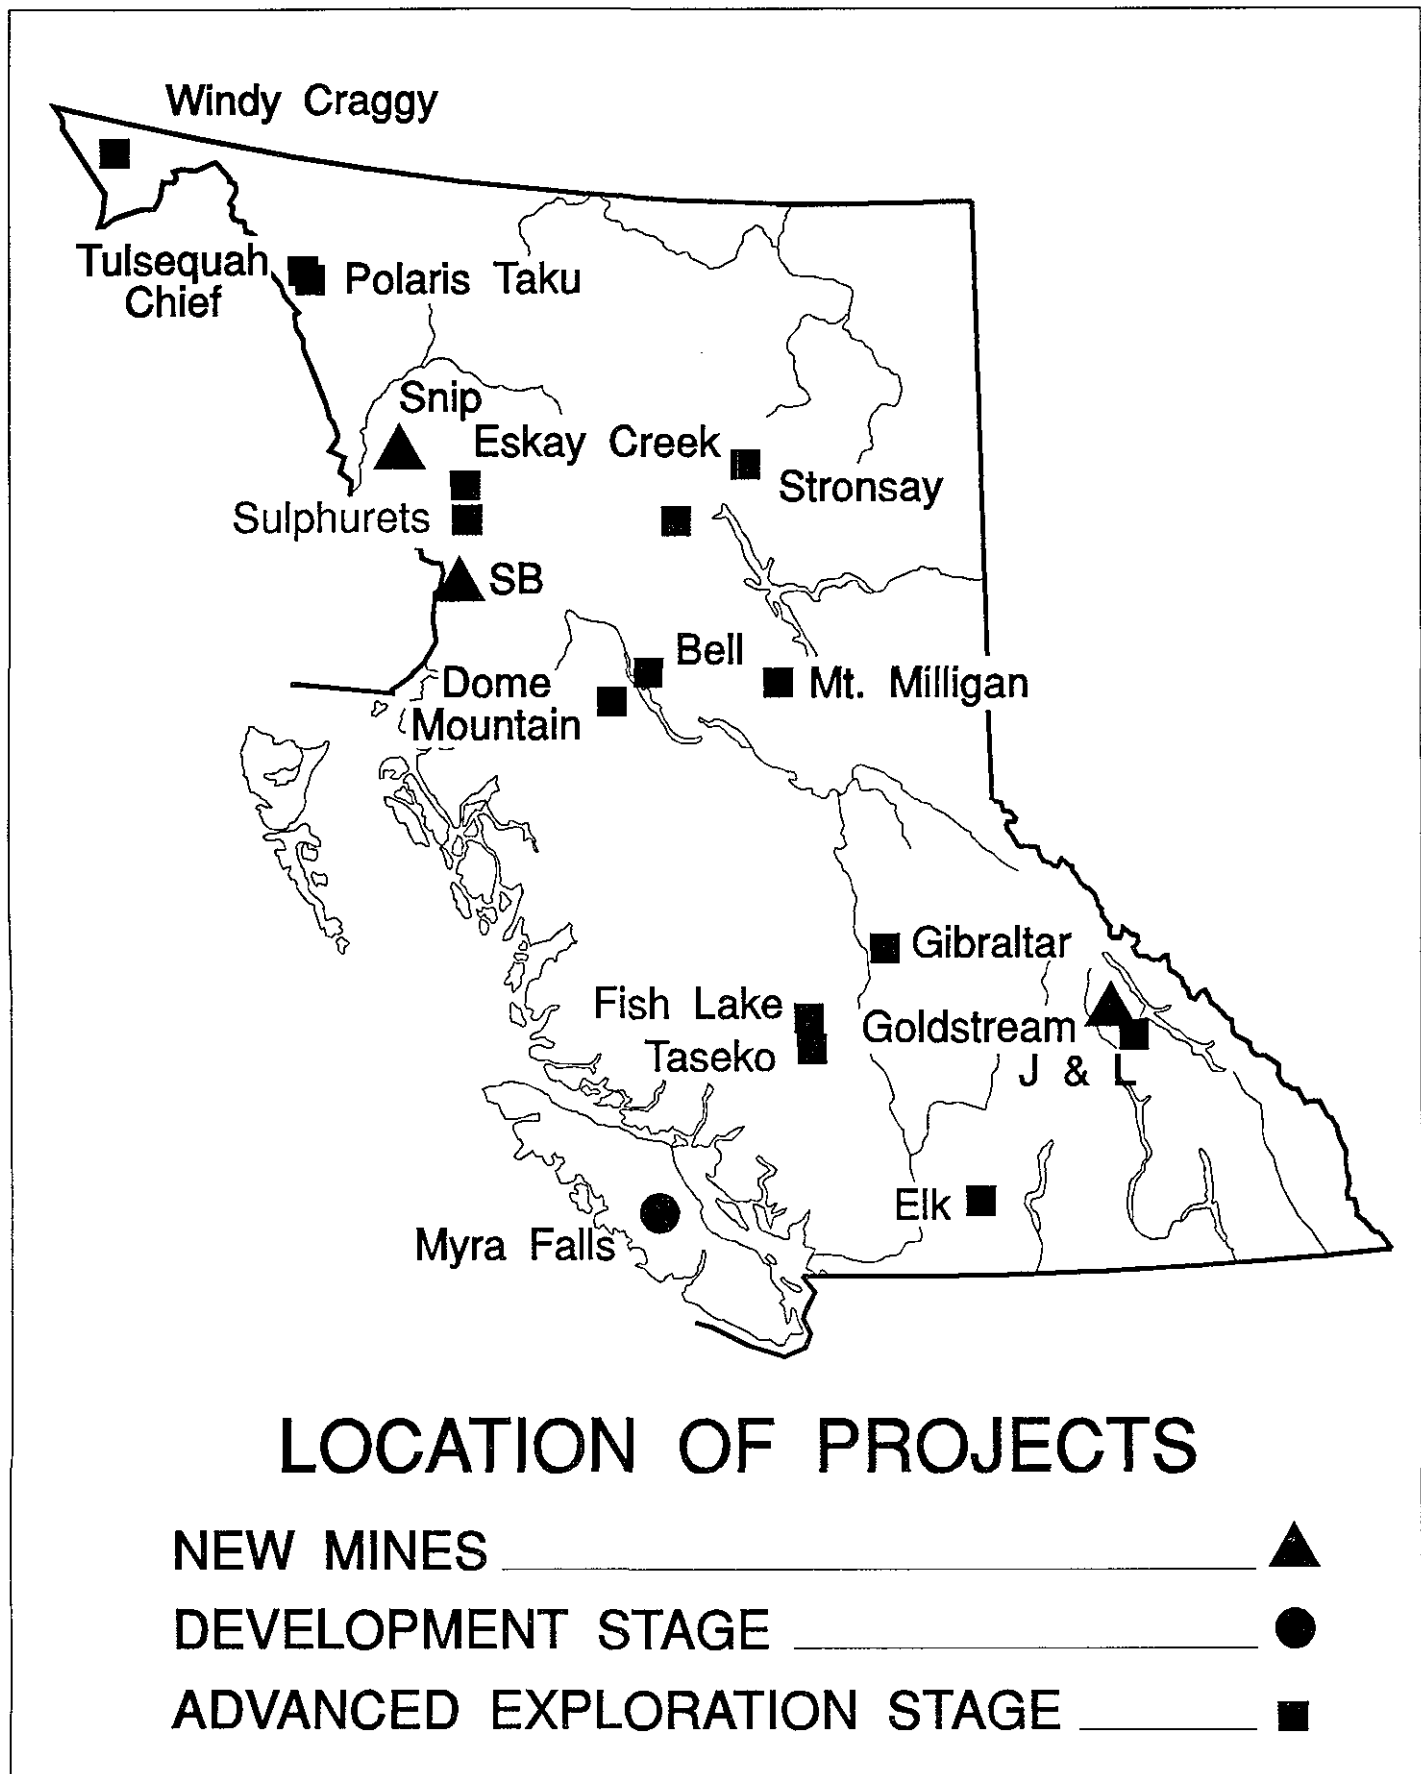 Windy Craggy
Tulsequah
Chief
Polaris Taku
Snip
Eskay Creek
Stronsay
Sulphurets
SB
Bell
Dome
Mountain
Mt. Milligan
Gibraltar
Fish Lake
Goldstream
Taseko
J & L
Elk
Myra Falls
LOCATION OF PROJECTS
NEW MINES
DEVELOPMENT STAGE
ADVANCED EXPLORATION STAGE